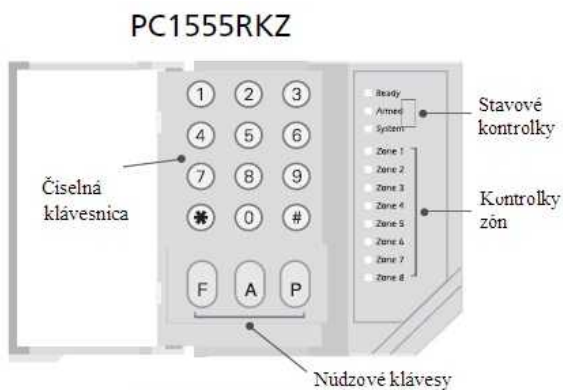 PC1555RKZ
1 2 3
4 5 6
7 8 9
* 0 #
F A P
Číselná
klávesnica
Ready
Armed
System
Zone 1
Zone 2
Zone 3
Zone 4
Zone 5
Zone 6
Zone 7
Zone 8
Stavové
kontrolky
Kontrolky
zón
Núdzové klávesy